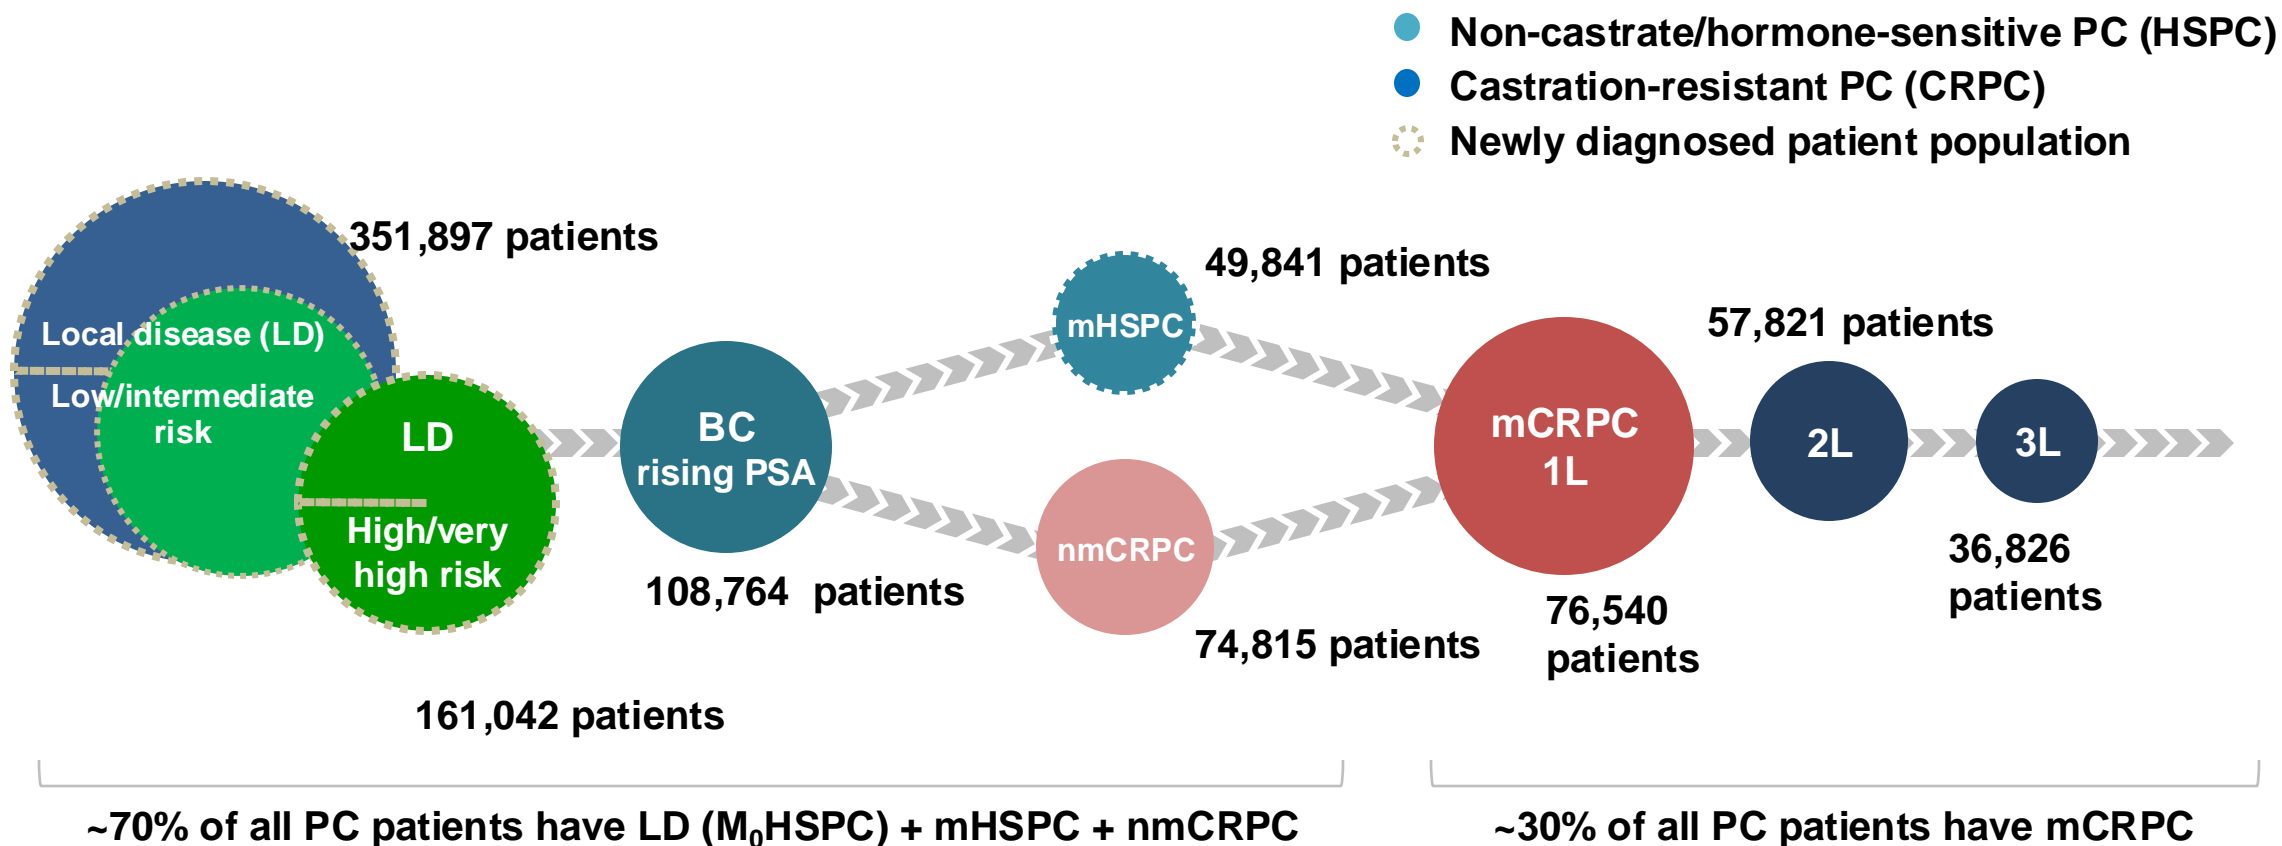 Non-castrate/hormone-sensitive PC (HSPC)
Castration-resistant PC (CRPC)
Newly diagnosed patient population
351,897 patients
Local disease (LD)
Low/intermediate
risk
LD
High/very
high risk
161,042 patients
BC
rising PSA
108,764 patients
mHSPC
49,841 patients
nmCRPC
74,815 patients
mCRPC
1L
76,540
patients
57,821 patients
2L
3L
36,826
patients
~70% of all PC patients have LD (M₀HSPC) + mHSPC + nmCRPC
~30% of all PC patients have mCRPC